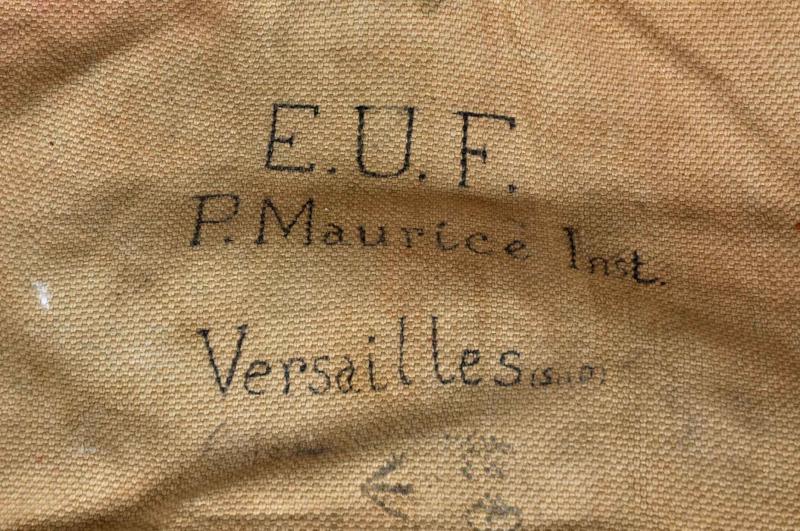 E.U.F.
P. Maurice Inst.
Versailles (S.&O)